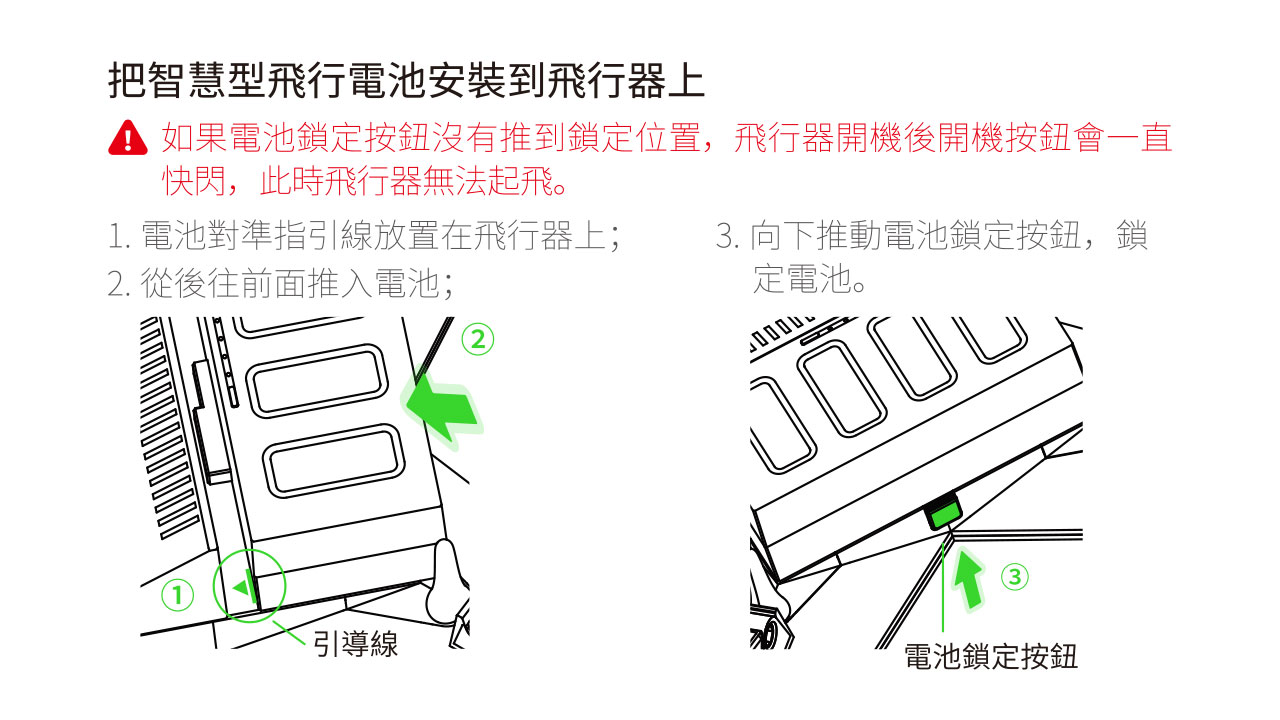 把智慧型飛行電池安裝到飛行器上
如果電池鎖定按鈕沒有推到鎖定位置，飛行器開機後開機按鈕會一直
快閃，此時飛行器無法起飛。
1. 電池對準指引線放置在飛行器上；
2. 從後往前面推入電池；
3. 向下推動電池鎖定按鈕，鎖
定電池。
②
①
引導線
③
電池鎖定按鈕